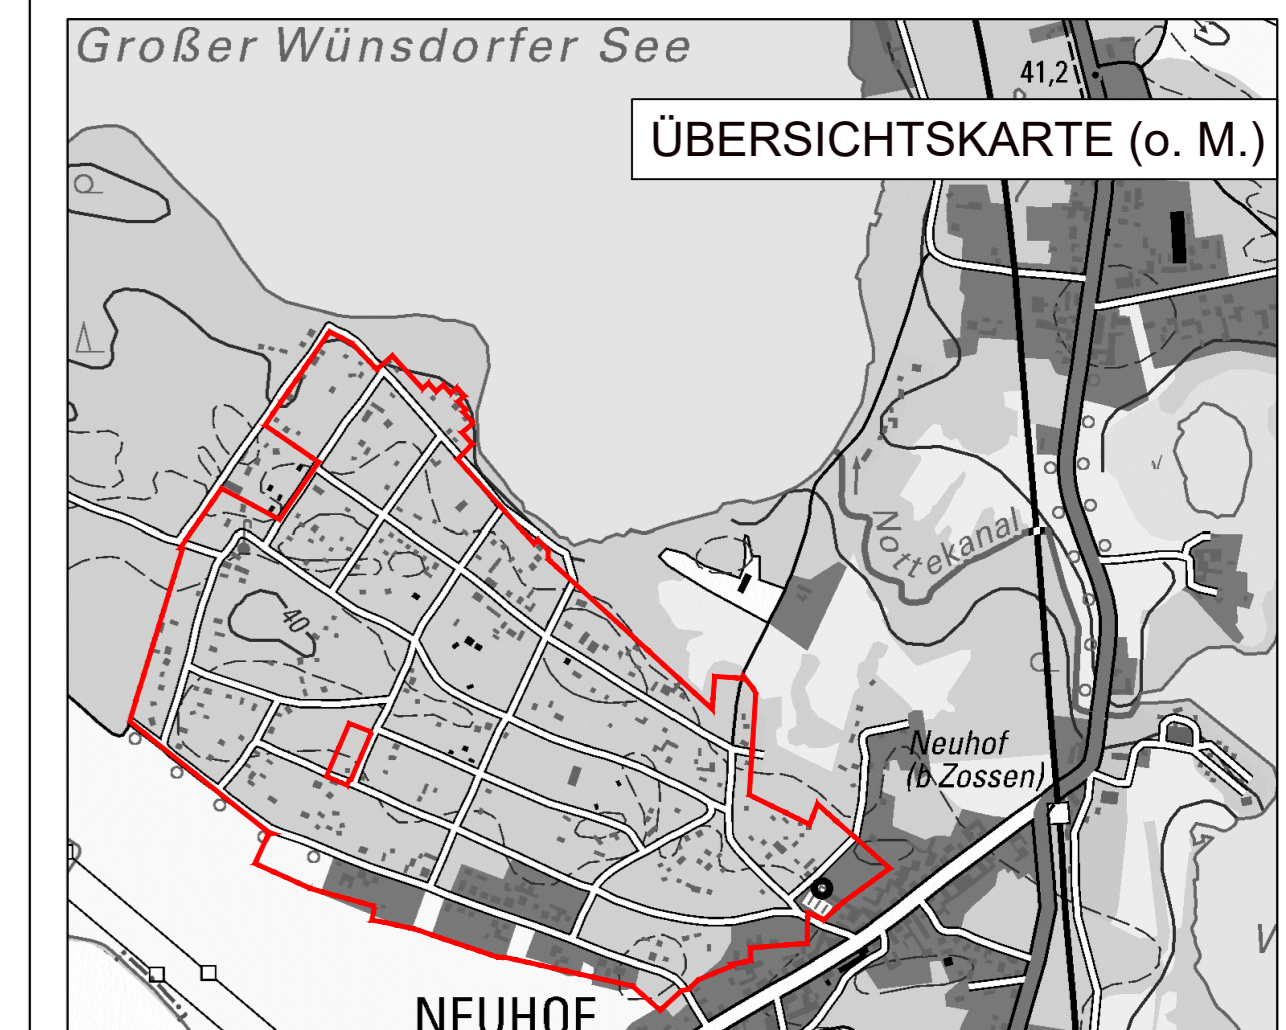 Großer Wünsdorfer See
41,2
ÜBERSICHTSKARTE (o. M.)
Nottekanal
40
Neuhof
(b Zossen)
NEUHOF